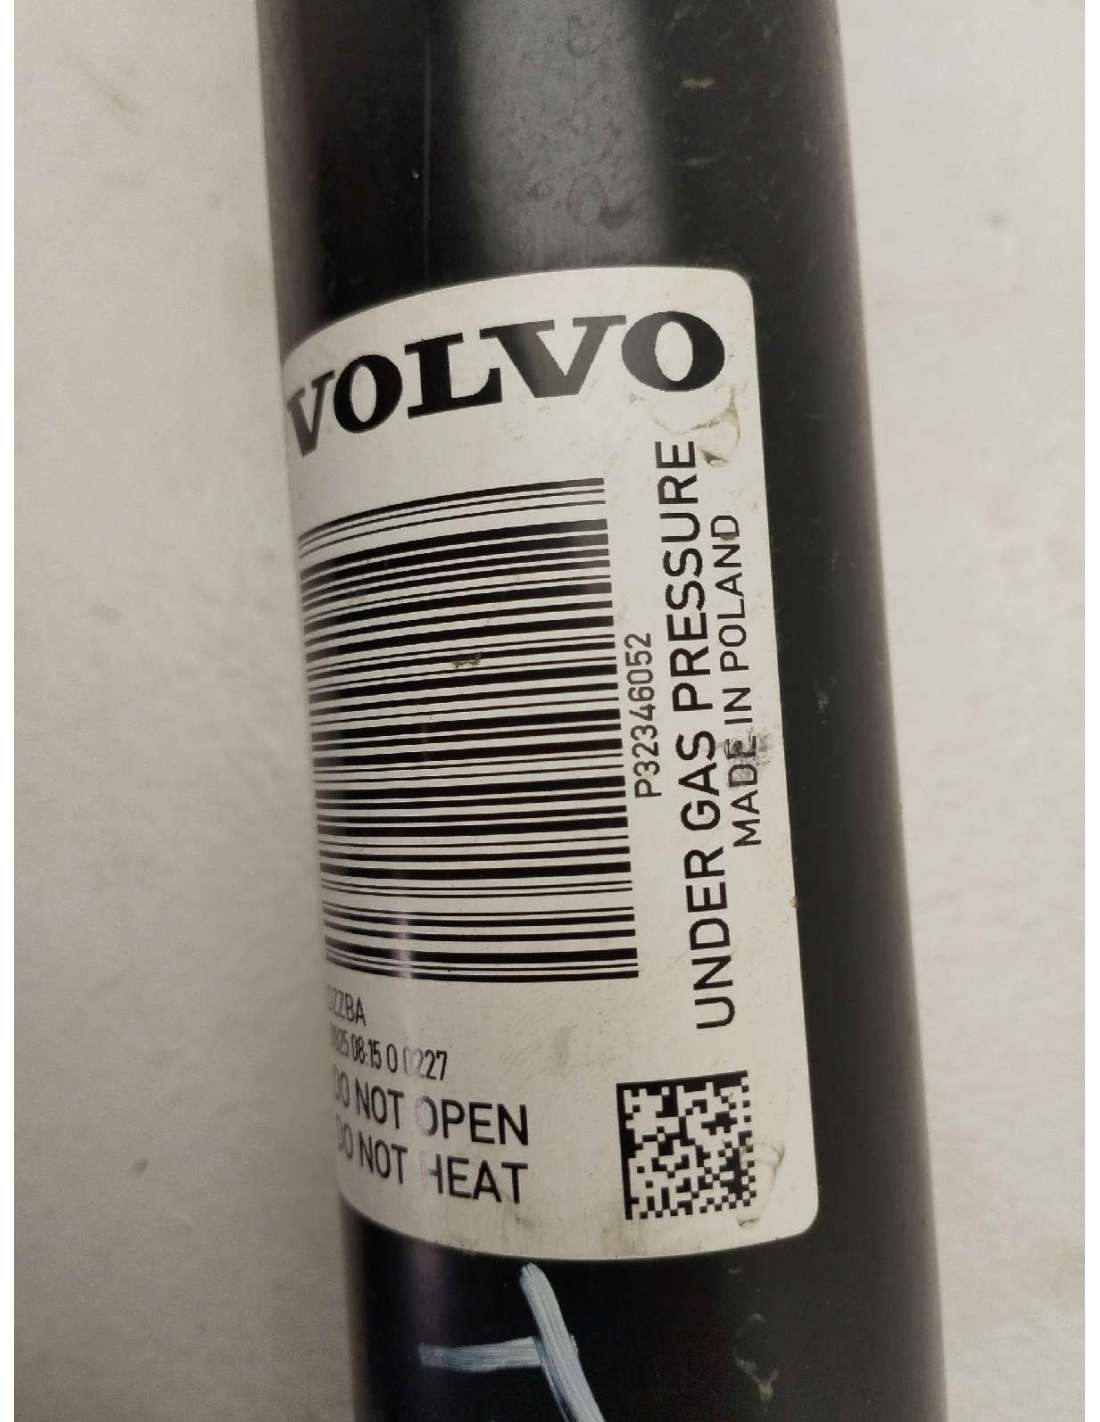 VOLVO
P32346052
UNDER GAS PRESSURE
MADE IN POLAND
08:15 0 0227
DO NOT OPEN
DO NOT HEAT